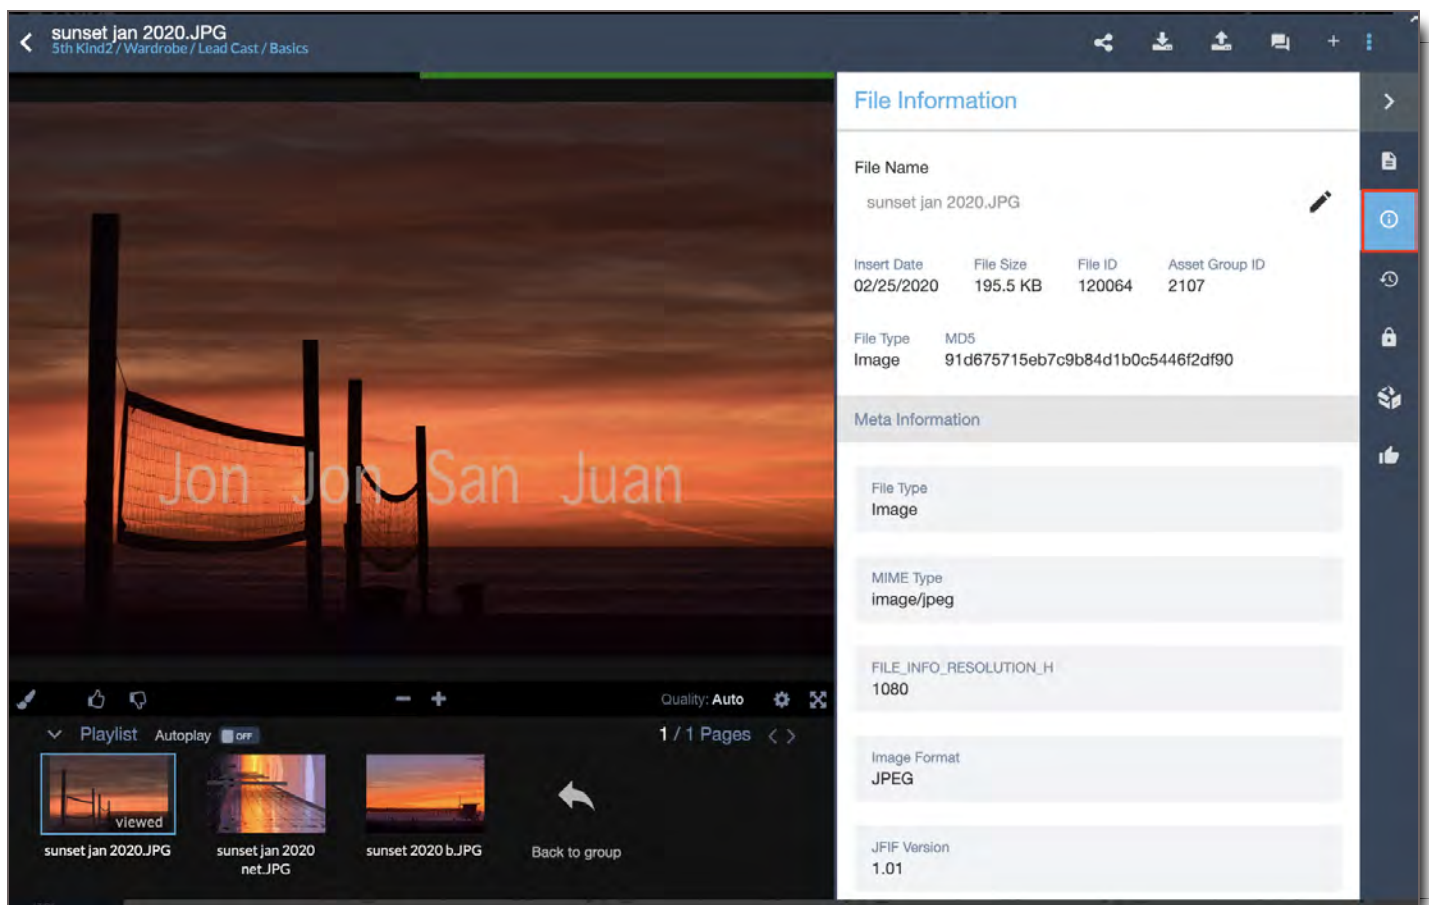 sunset jan 2020.JPG
5th Kind2 / Wardrobe / Lead Cast / Basics
File Information
File Name
sunset jan 2020.JPG
Insert Date File Size File ID Asset Group ID
02/25/2020 195.5 KB 120064 2107
File Type MD5
Image 91d675715eb7c9b84d1b0c5446f2df90
Meta Information
File Type
Image
MIME Type
image/jpeg
FILE_INFO_RESOLUTION_H
1080
Image Format
JPEG
JFIF Version
1.01
Jon Jon San Juan
Quality: Auto
Playlist Autoplay OFF 1 / 1 Pages
viewed
sunset jan 2020.JPG
sunset jan 2020
net.JPG
sunset 2020 b.JPG
Back to group